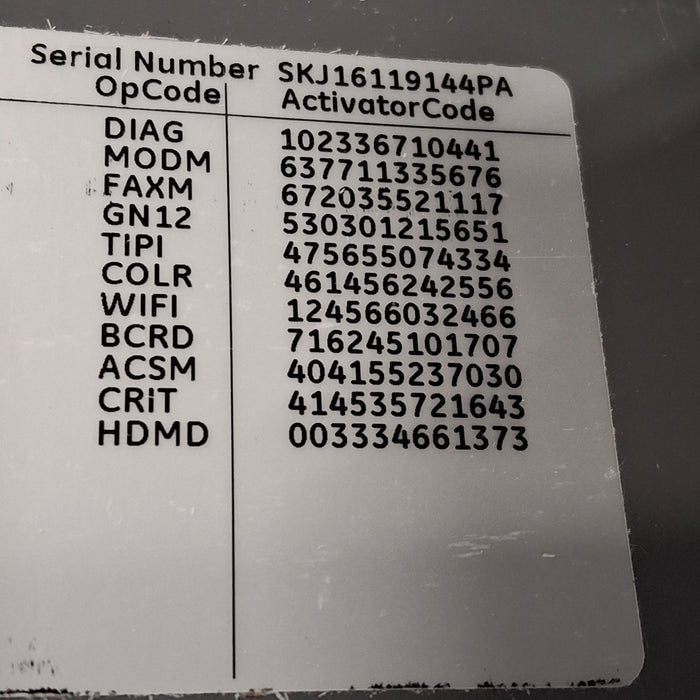 Serial Number SKJ16119144PA
OpCode ActivatorCode
DIAG 102336710441
MODM 637711335676
FAXM 672035521117
GN12 530301215651
TIPI 475655074334
COLR 461456242556
WIFI 124566032466
BCRD 716245101707
ACSM 404155237030
CRIT 414535721643
HDMD 003334661373